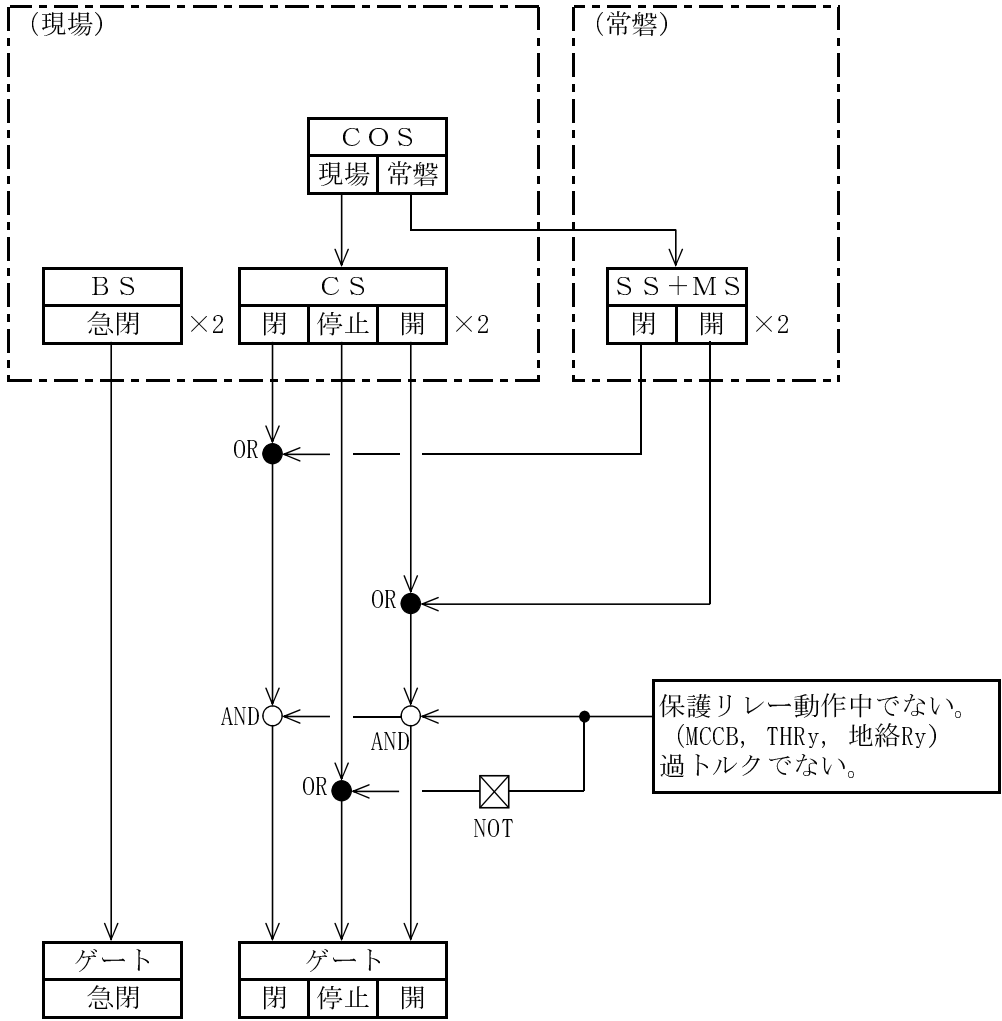 （現場）
（常磐）
ＣＯＳ
現場 常磐
ＢＳ
急閉
×2
ＣＳ
閉 停止 開
×2
ＳＳ＋ＭＳ
閉 開
×2
OR
OR
AND
AND
保護リレー動作中でない。
（MCCB, THRy, 地絡Ry）
過トルクでない。
OR
NOT
ゲート
急閉
ゲート
閉 停止 開